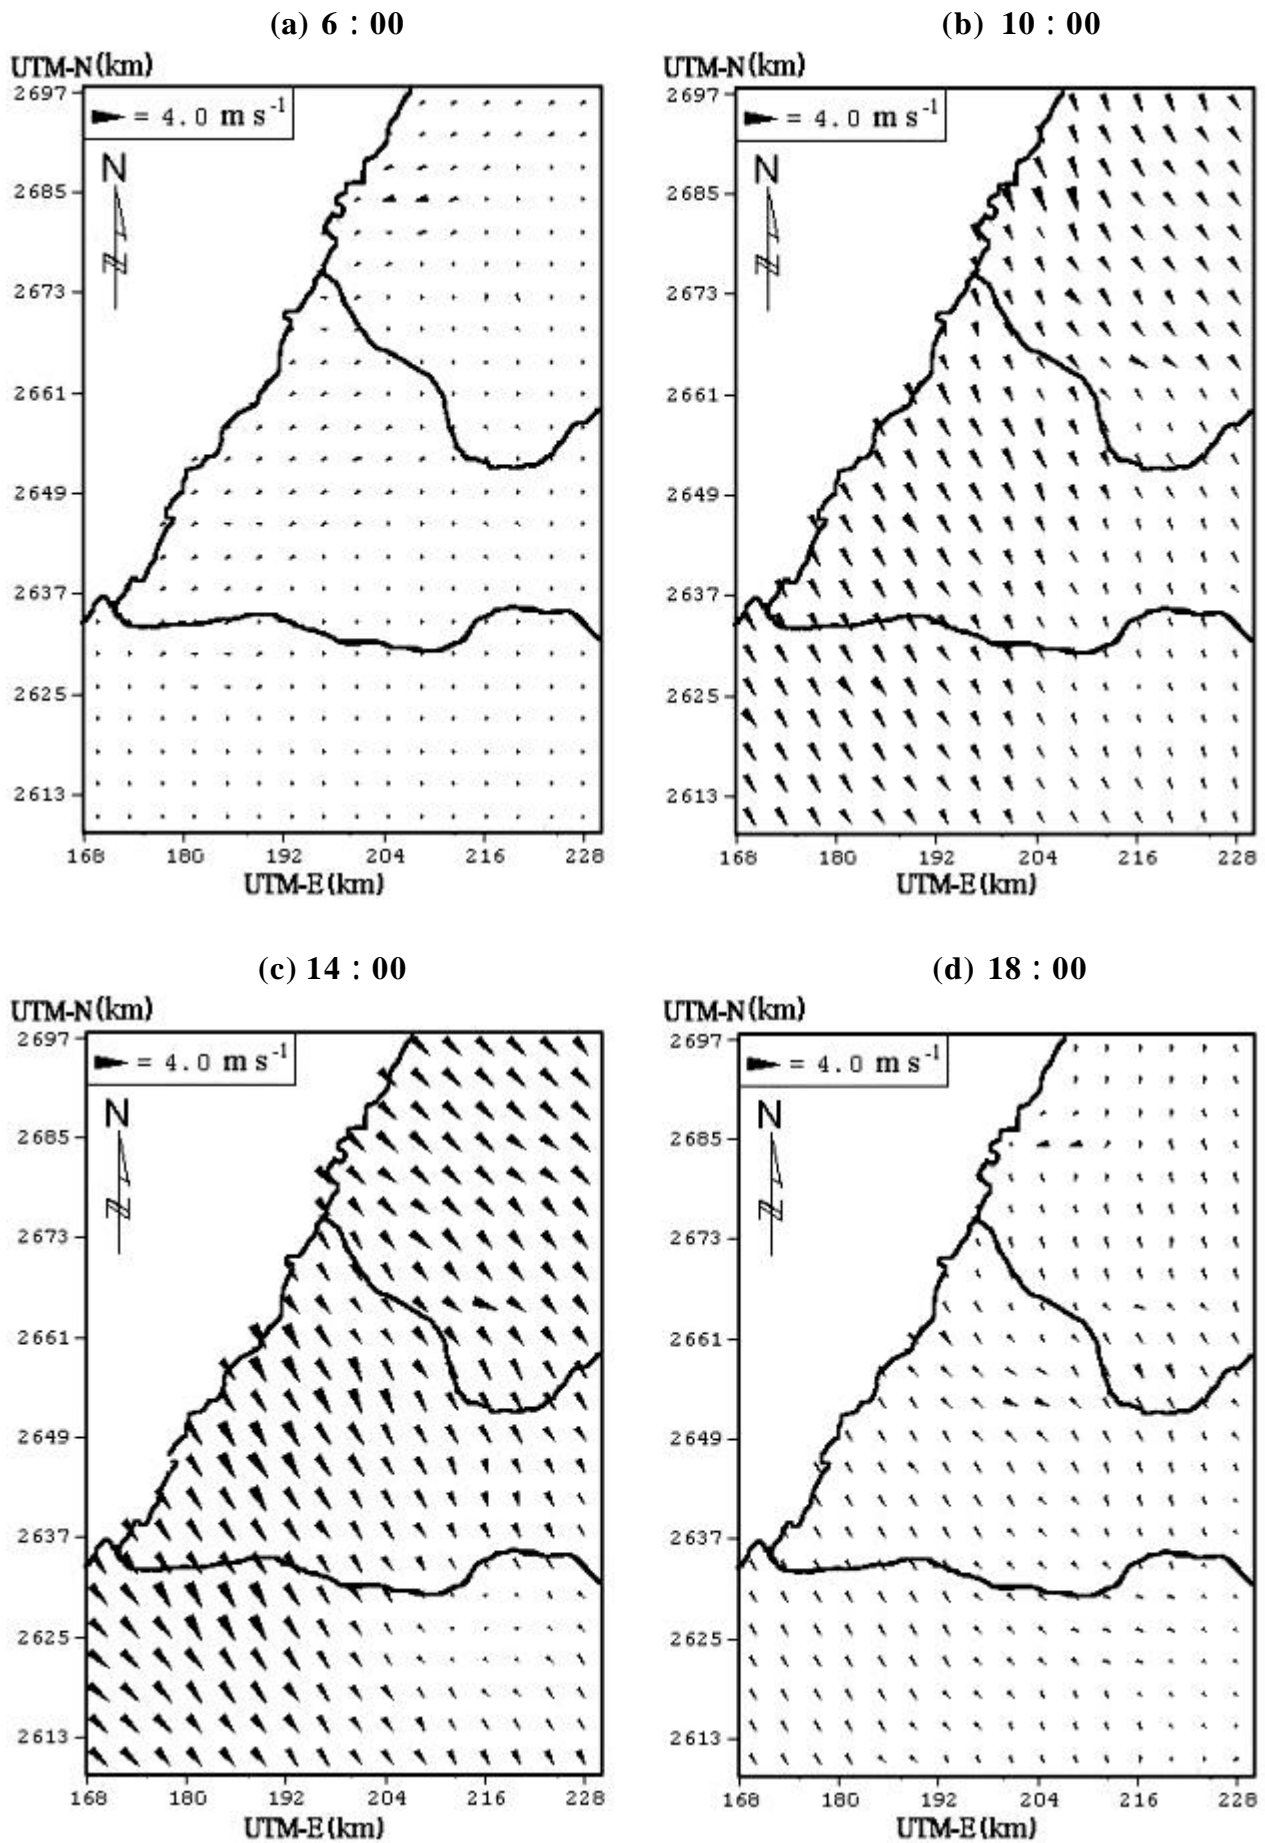 (a) 6 : 00
UTM-N(km)
= 4.0 m s-1
N
2697
2685
2673
2661
2649
2637
2625
2613
168 180 192 204 216 228
UTM-E(km)
(b) 10 : 00
UTM-N(km)
= 4.0 m s-1
N
2697
2685
2673
2661
2649
2637
2625
2613
168 180 192 204 216 228
UTM-E(km)
(c) 14 : 00
UTM-N(km)
= 4.0 m s-1
N
2697
2685
2673
2661
2649
2637
2625
2613
168 180 192 204 216 228
UTM-E(km)
(d) 18 : 00
UTM-N(km)
= 4.0 m s-1
N
2697
2685
2673
2661
2649
2637
2625
2613
168 180 192 204 216 228
UTM-E(km)